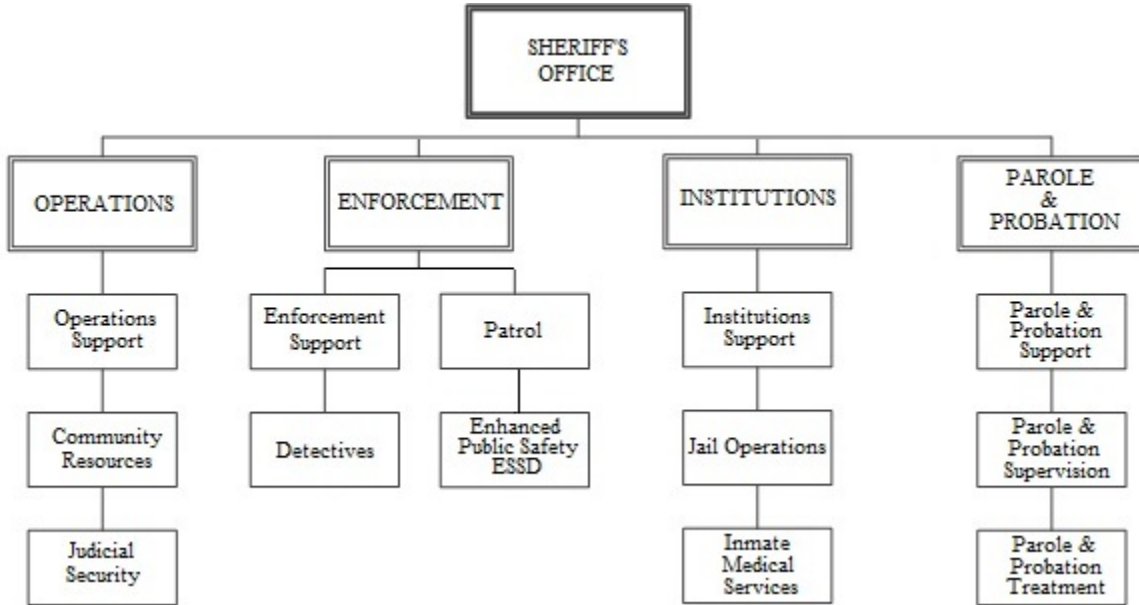 SHERIFF'S
OFFICE
OPERATIONS
ENFORCEMENT
INSTITUTIONS
PAROLE
&
PROBATION
Operations
Support
Enforcement
Support
Patrol
Institutions
Support
Parole &
Probation
Support
Community
Resources
Detectives
Enhanced
Public Safety
ESSD
Jail Operations
Parole &
Probation
Supervision
Judicial
Security
Inmate
Medical
Services
Parole &
Probation
Treatment